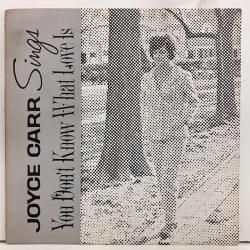 JOYCE CARR Sings
You Don't Know What Love Is